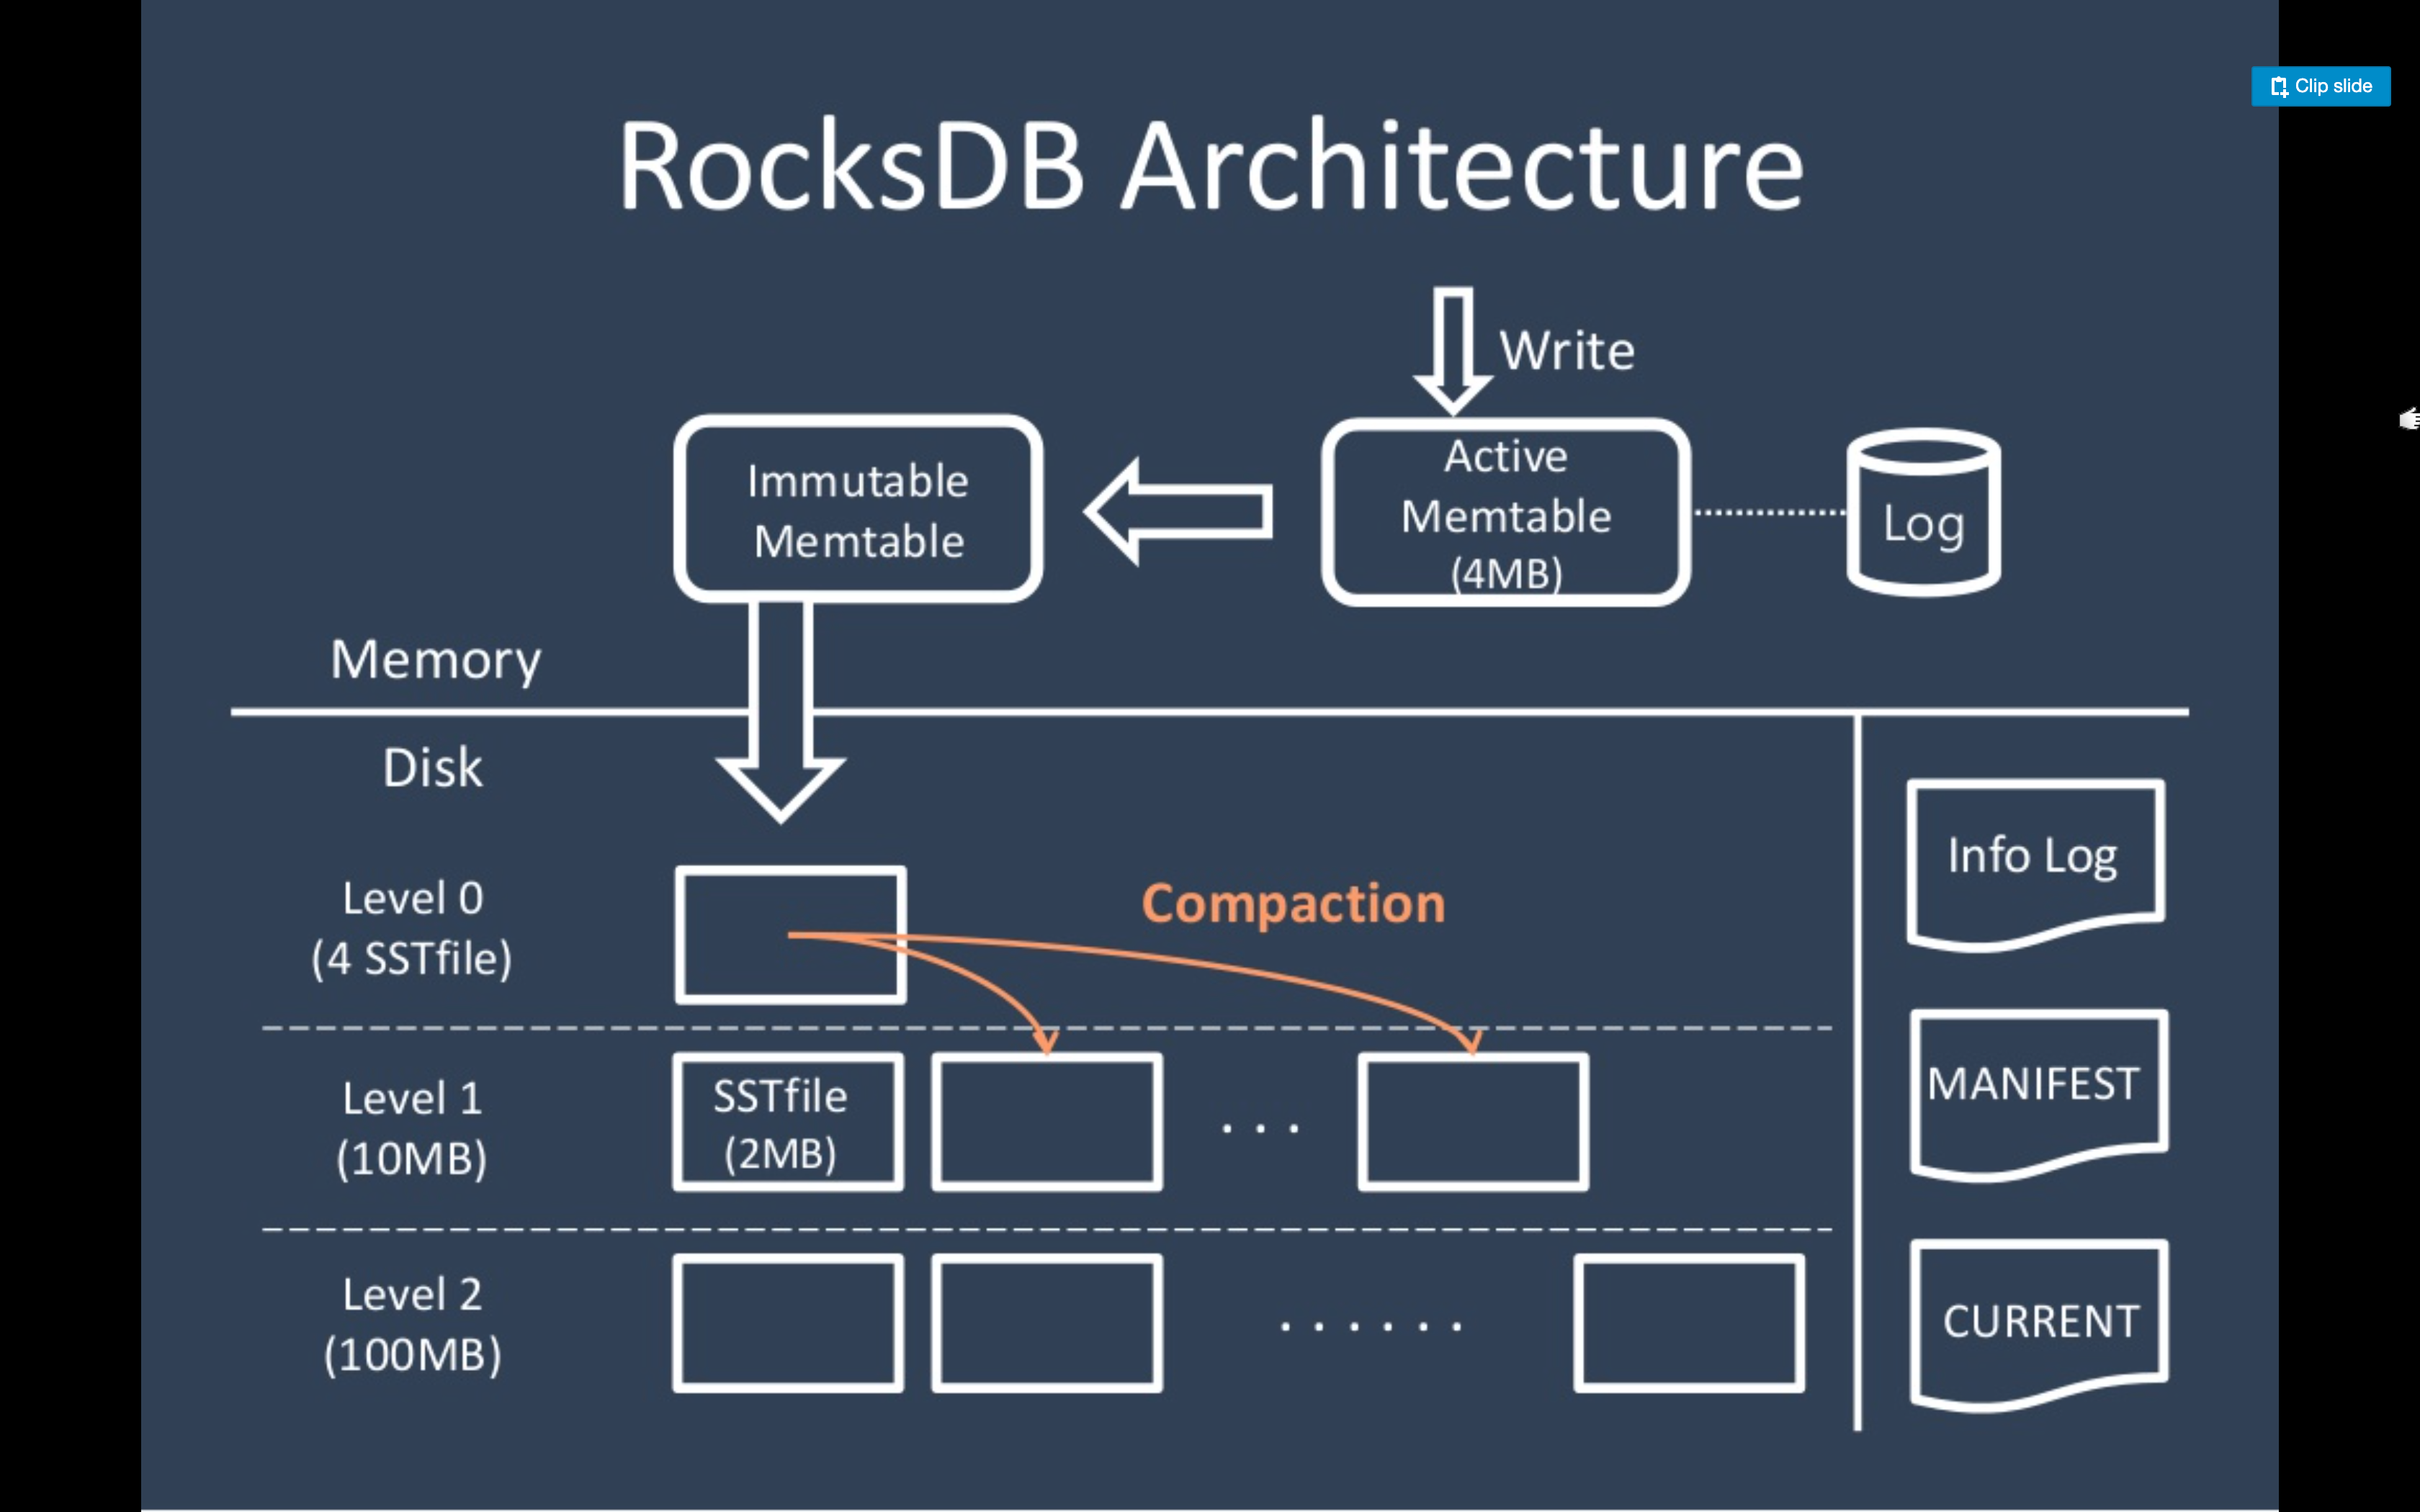 Clip slide
RocksDB Architecture
Write
Immutable
Memtable
Active
Memtable
(4MB)
Log
Memory
Disk
Level 0
(4 SSTfile)
Compaction
Info Log
Level 1
(10MB)
SSTfile
(2MB)
. . .
MANIFEST
Level 2
(100MB)
. . . . . .
CURRENT